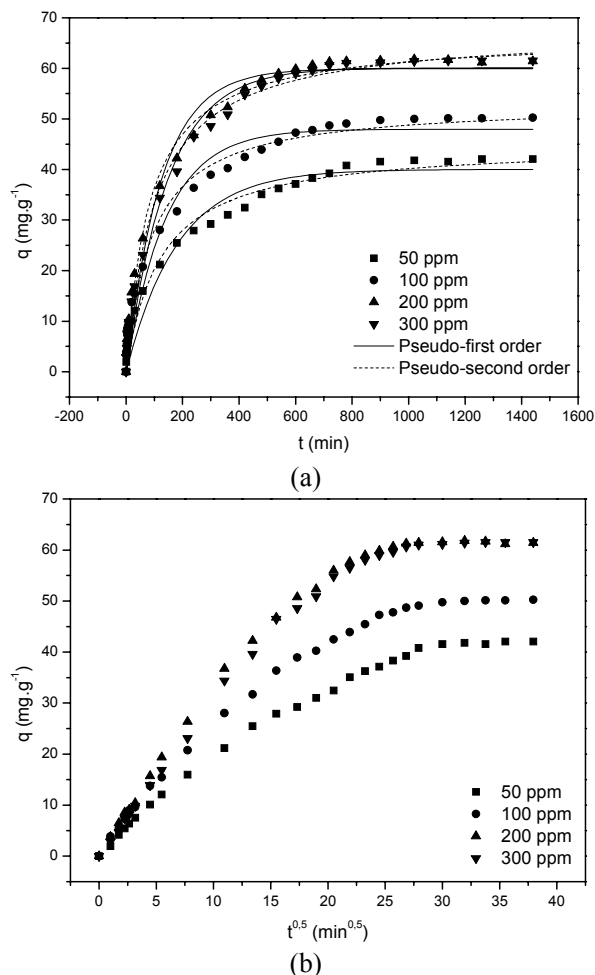 70
60
50
40
30
20
10
0
q (mg.g-1)
50 ppm
100 ppm
200 ppm
300 ppm
Pseudo-first order
Pseudo-second order
-200 0 200 400 600 800 1000 1200 1400 1600
t (min)
(a)
70
60
50
40
30
20
10
0
q (mg.g-1)
50 ppm
100 ppm
200 ppm
300 ppm
0 5 10 15 20 25 30 35 40
t0,5 (min0,5)
(b)